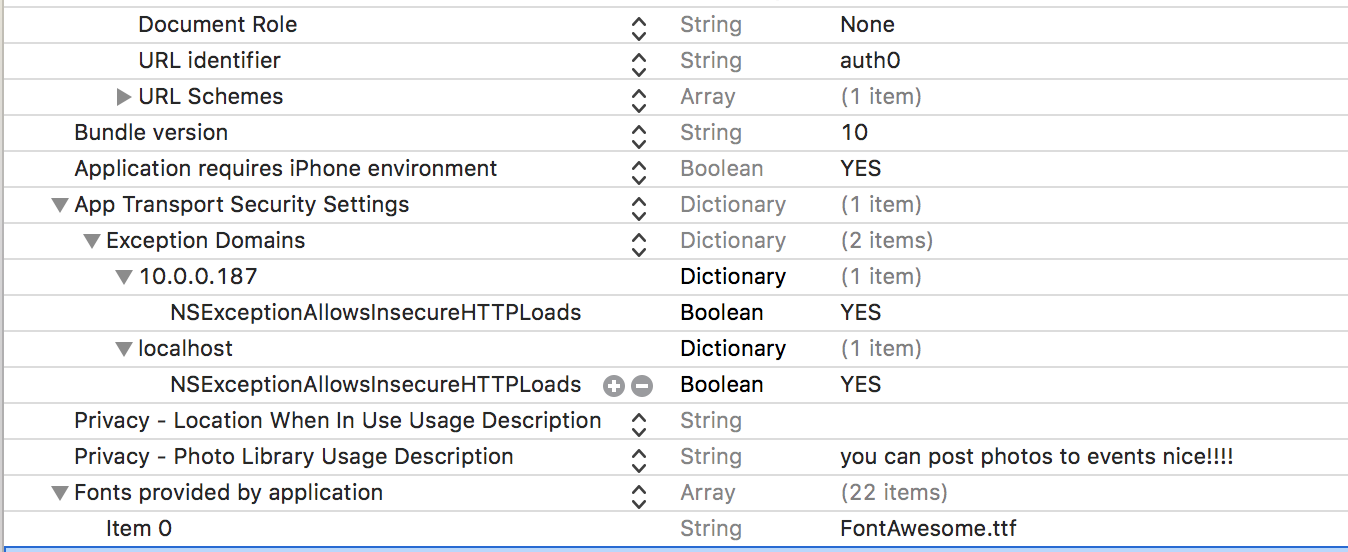 Document Role String None
URL identifier String auth0
URL Schemes Array (1 item)
Bundle version String 10
Application requires iPhone environment Boolean YES
App Transport Security Settings Dictionary (1 item)
Exception Domains Dictionary (2 items)
10.0.0.187 Dictionary (1 item)
NSExceptionAllowsInsecureHTTPLoads Boolean YES
localhost Dictionary (1 item)
NSExceptionAllowsInsecureHTTPLoads Boolean YES
Privacy - Location When In Use Usage Description String
Privacy - Photo Library Usage Description String you can post photos to events nice!!!!
Fonts provided by application Array (22 items)
Item 0 String FontAwesome.ttf